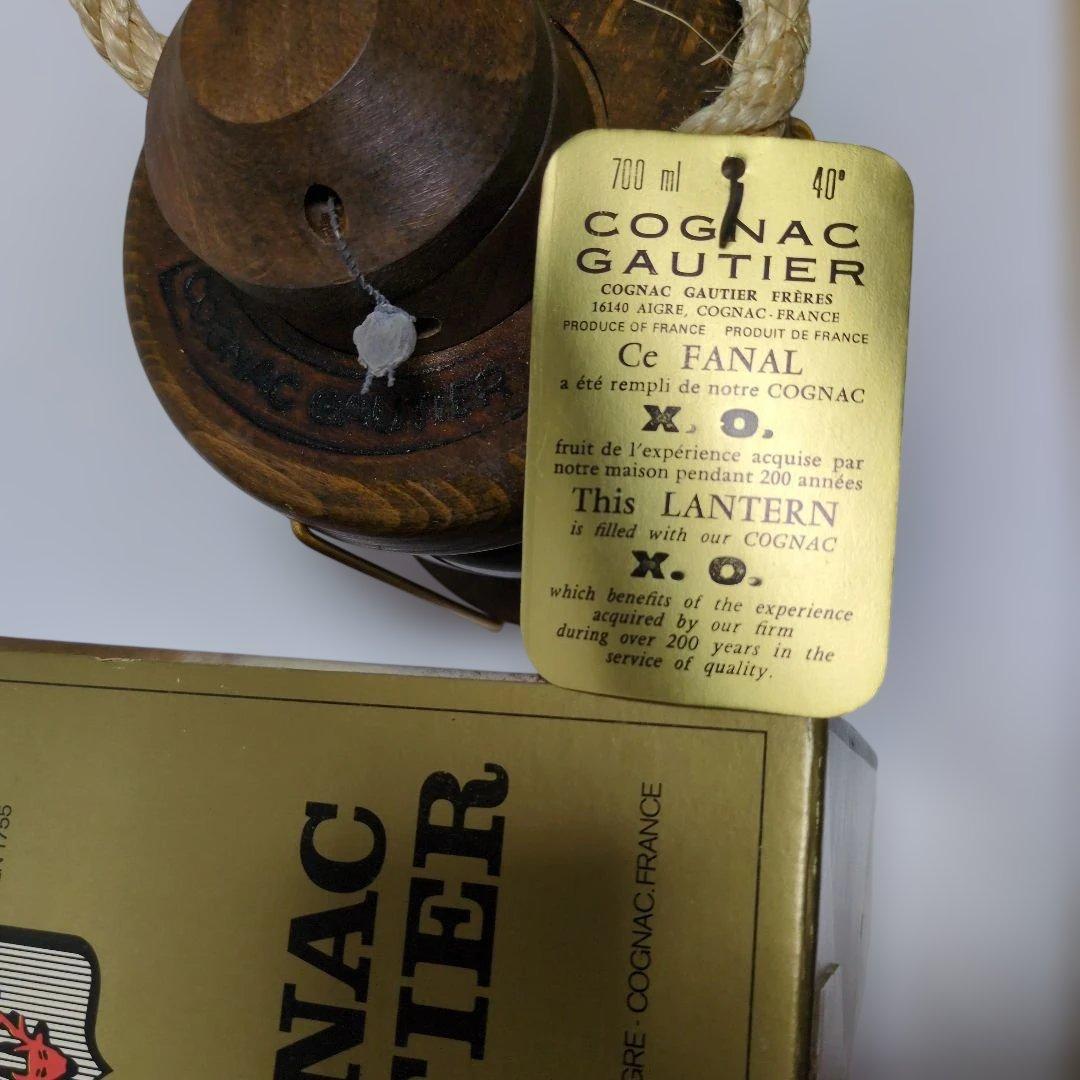 700 ml 40°
COGNAC
GAUTIER
COGNAC GAUTIER FRÈRES
16140 AIGRE, COGNAC-FRANCE
PRODUCE OF FRANCE PRODUIT DE FRANCE
Ce FANAL
a été rempli de notre COGNAC
X. O.
fruit de l'expérience acquise par
notre maison pendant 200 années
This LANTERN
is filled with our COGNAC
X. O.
which benefits of the experience
acquired by our firm
during over 200 years in the
service of quality.
COGNAC GAUTIER
NAC
TIER
GRE - COGNAC.FRANCE
1755